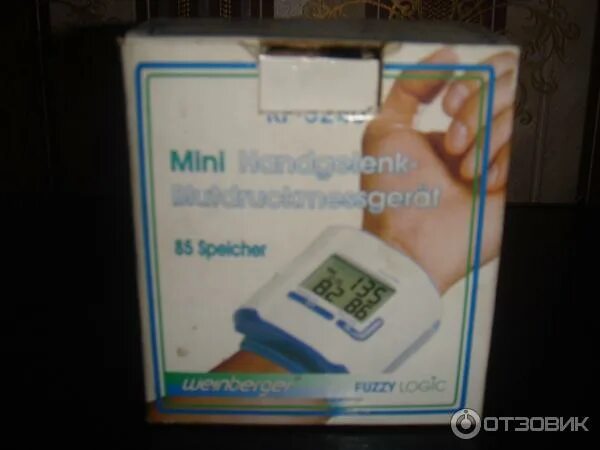 Mini Handgelenk-
Blutdruckmessgerät
85 Speicher
135
82 86
weinberger FUZZY LOGIC
ОТЗОВИК